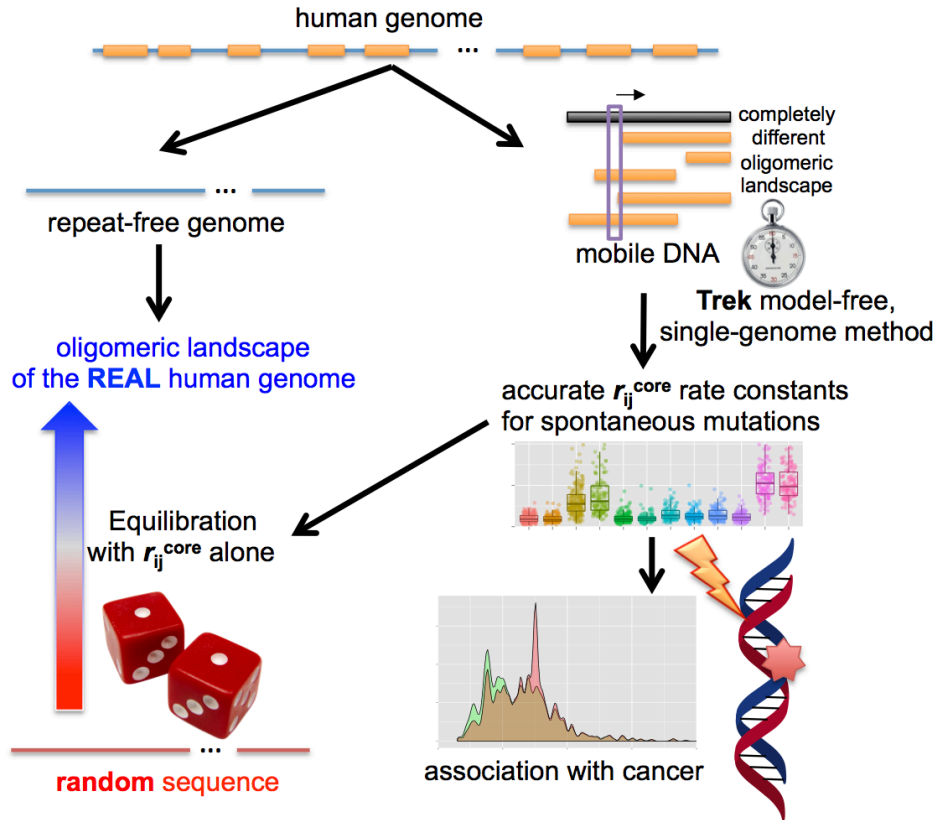 human genome
...
completely
different
oligomeric
landscape
...
repeat-free genome
mobile DNA
Trek model-free,
single-genome method
oligomeric landscape
of the REAL human genome
accurate rᵢⱼᶜᵒʳᵉ rate constants
for spontaneous mutations
Equilibration
with rᵢⱼᶜᵒʳᵉ alone
...
random sequence
association with cancer